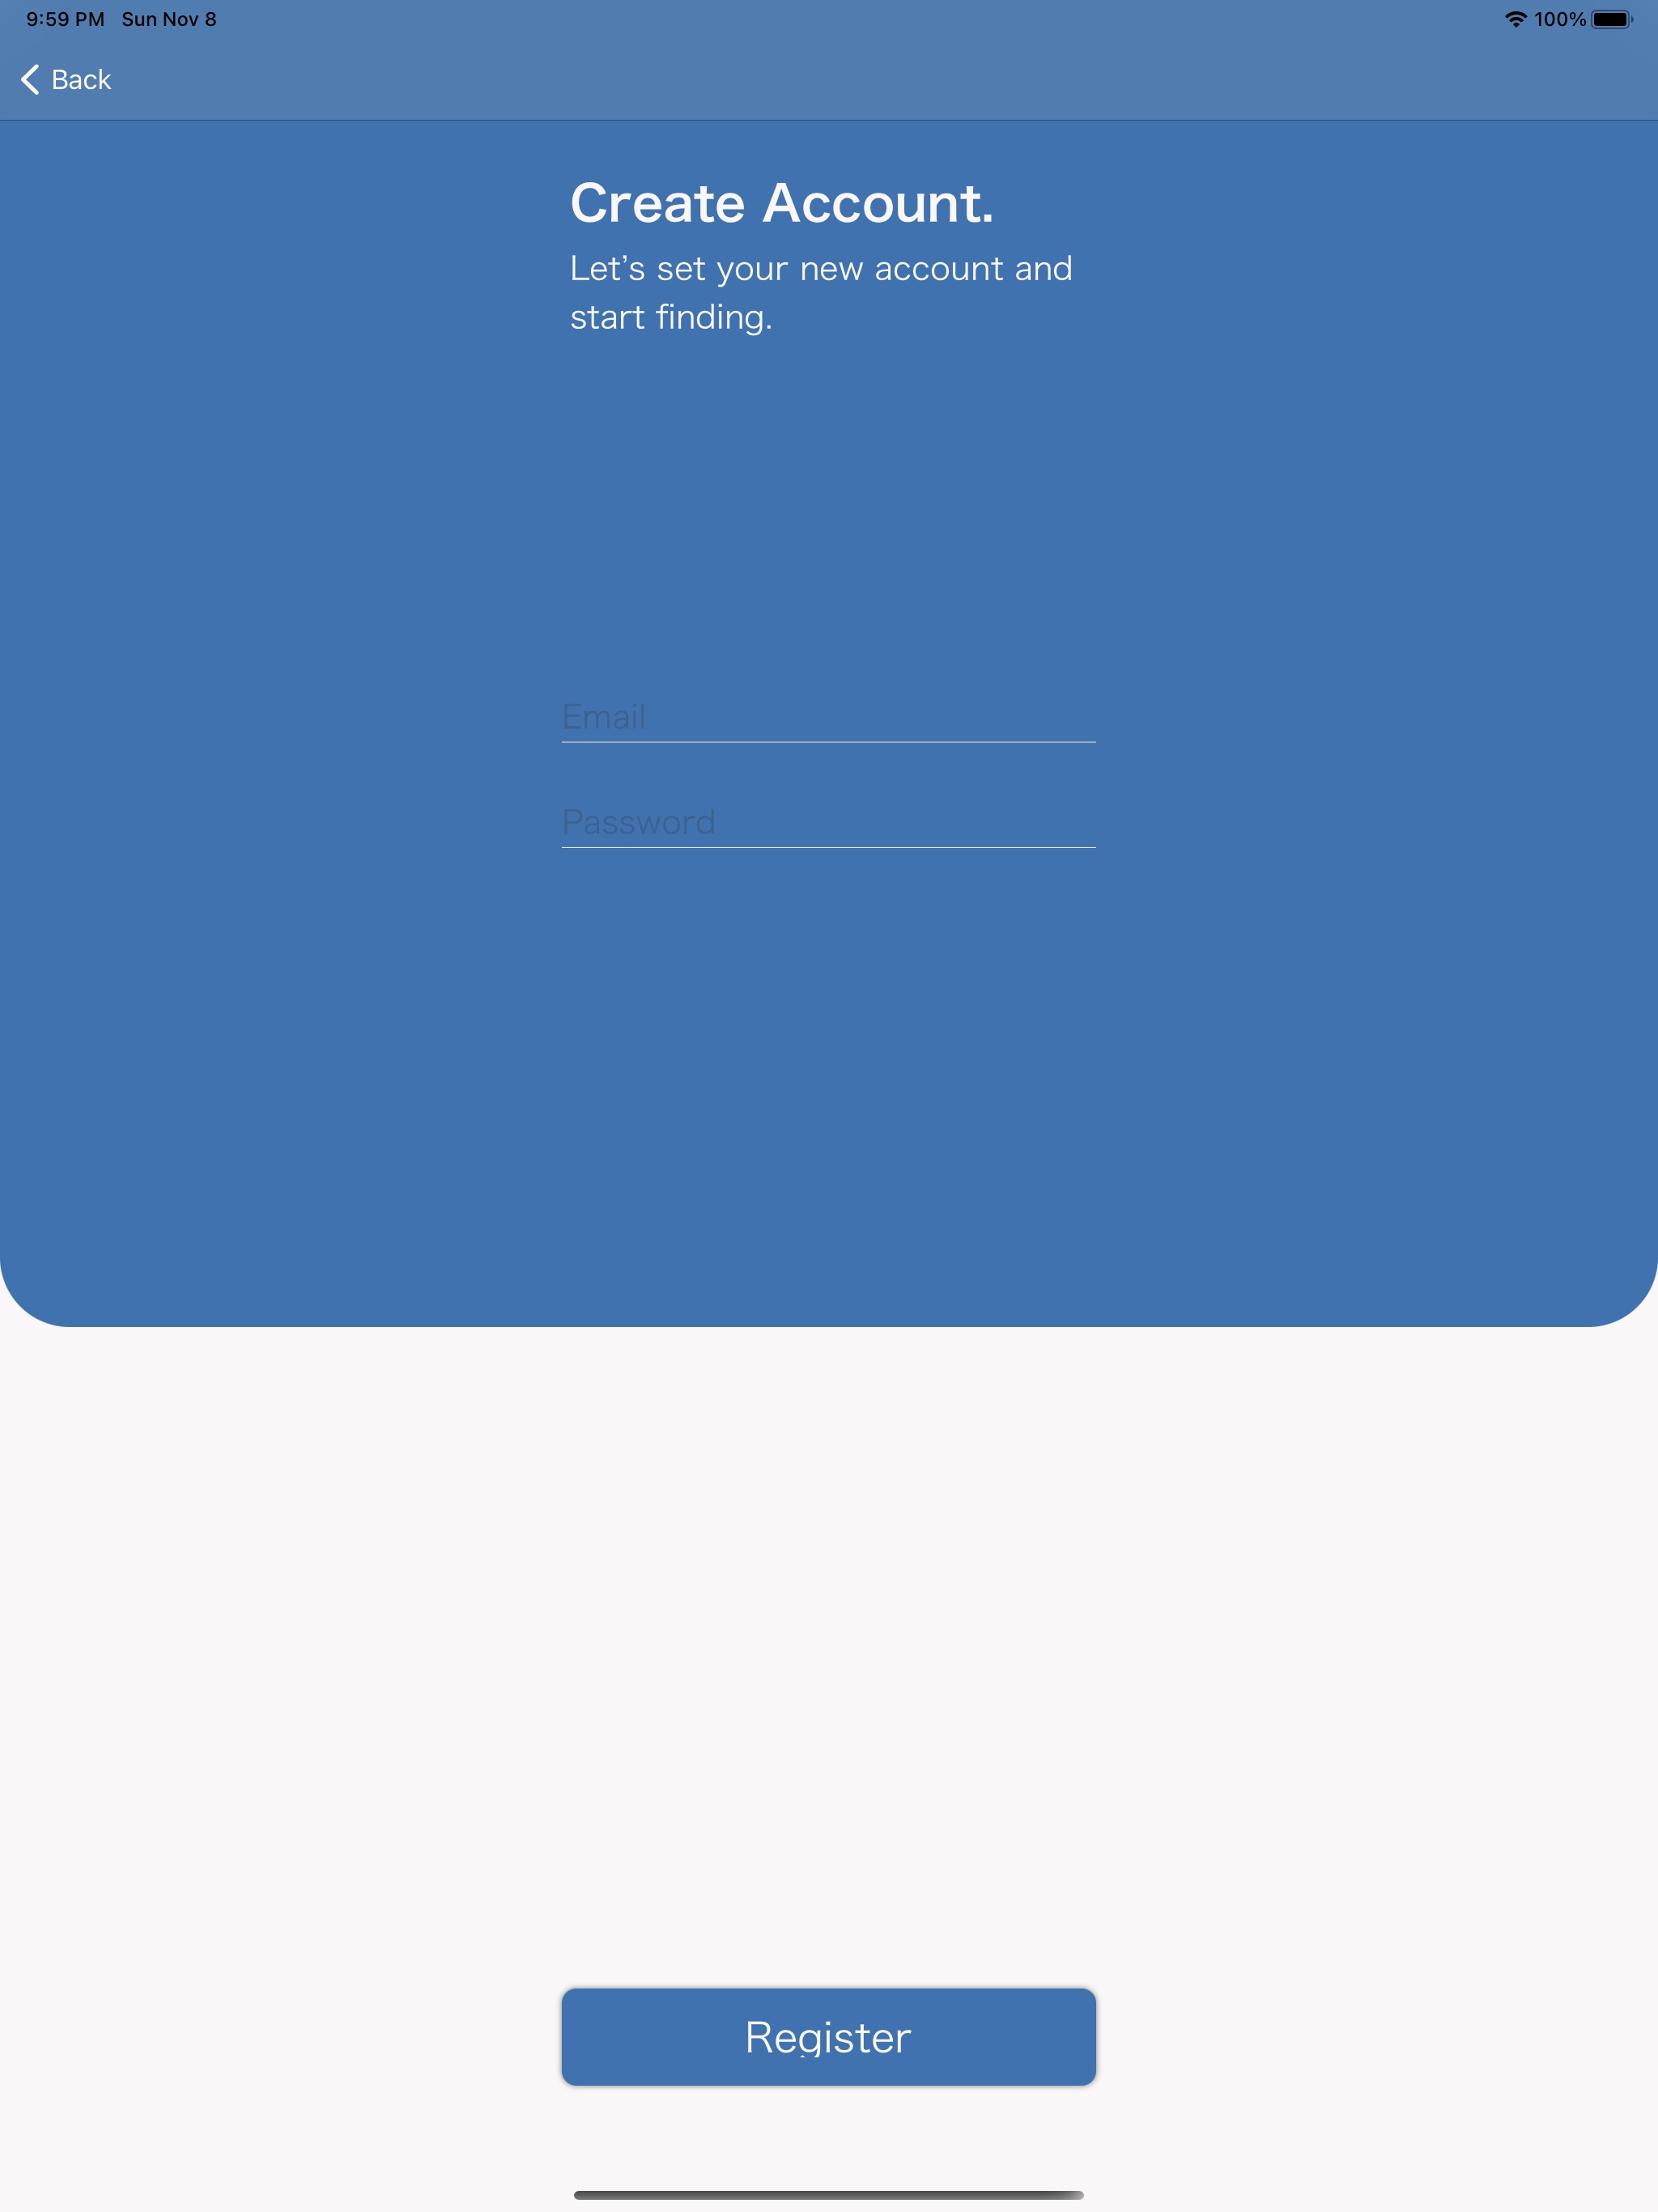 9:59 PM Sun Nov 8 100%
Back
Create Account.
Let's set your new account and
start finding.
Email
Password
Register